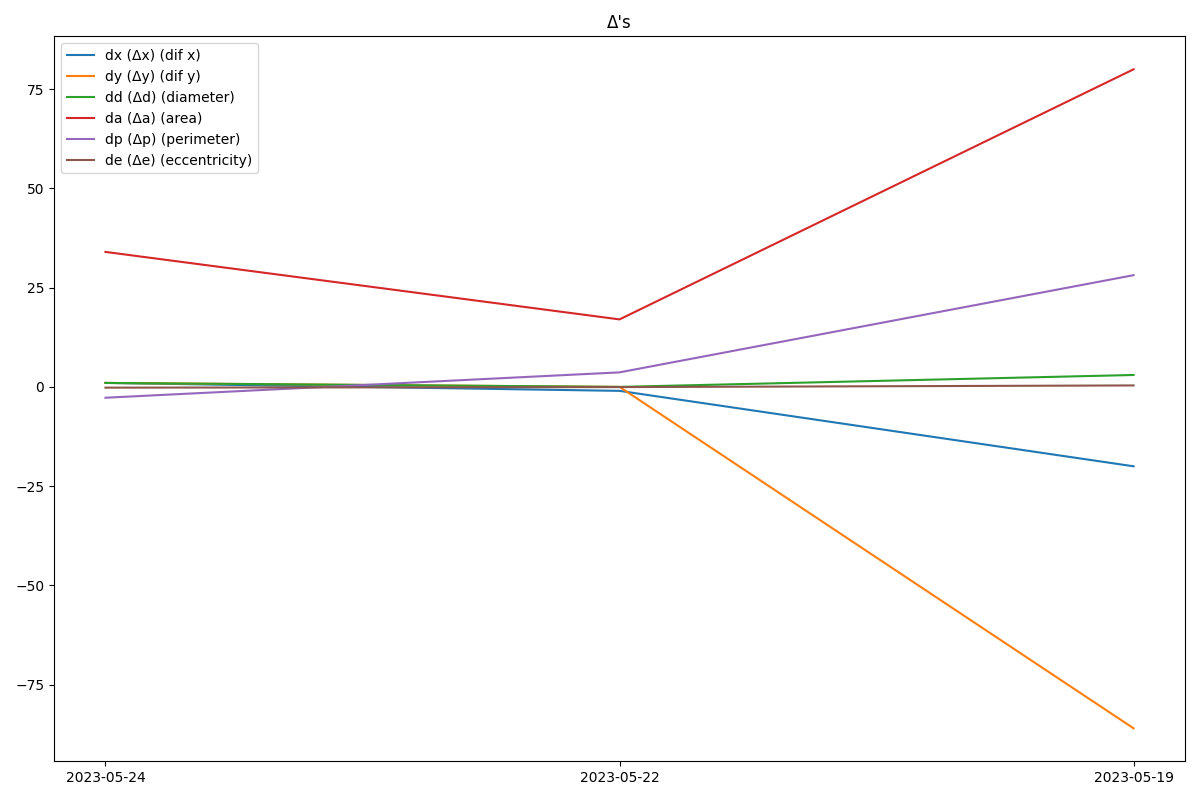 Δ's
dx (Δx) (dif x)
dy (Δy) (dif y)
dd (Δd) (diameter)
da (Δa) (area)
dp (Δp) (perimeter)
de (Δe) (eccentricity)
75
50
25
0
−25
−50
−75
2023-05-24 2023-05-22 2023-05-19